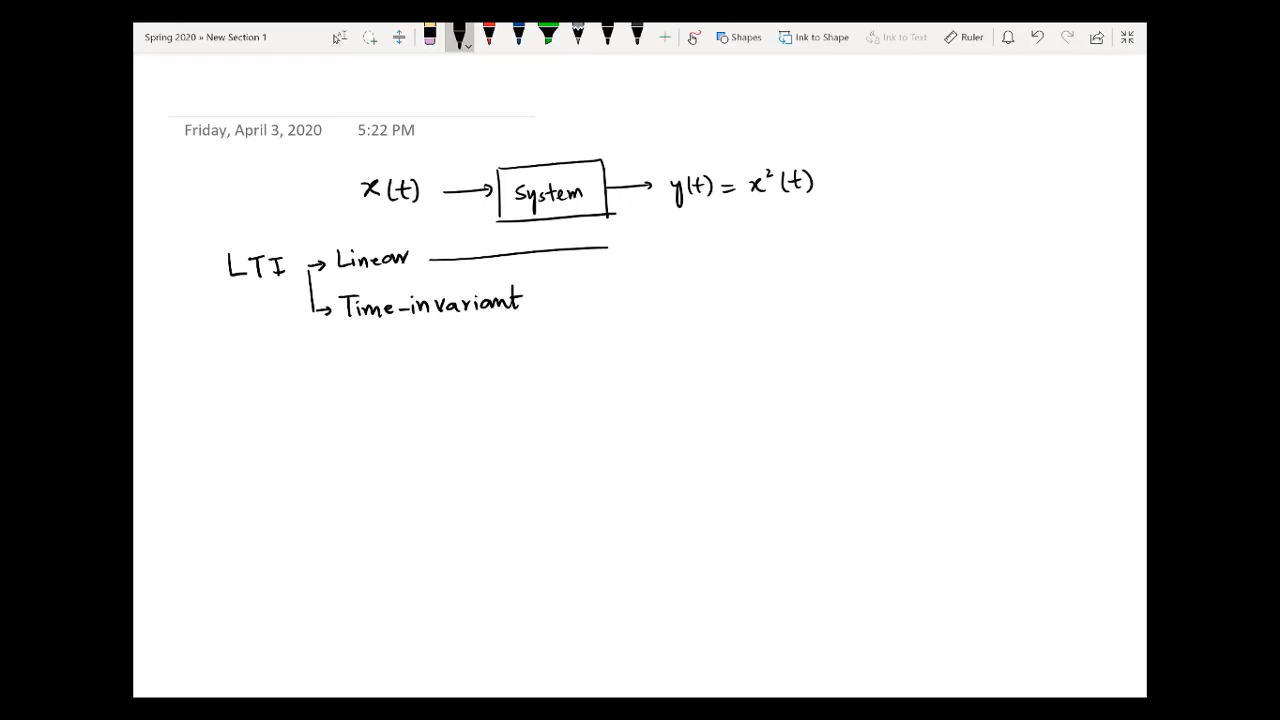 Spring 2020 » New Section 1 Shapes Ink to Shape Ink to Text Ruler
Friday, April 3, 2020 5:22 PM
x(t) → System → y(t) = x²(t)
LTI → Linear
→ Time-invariant